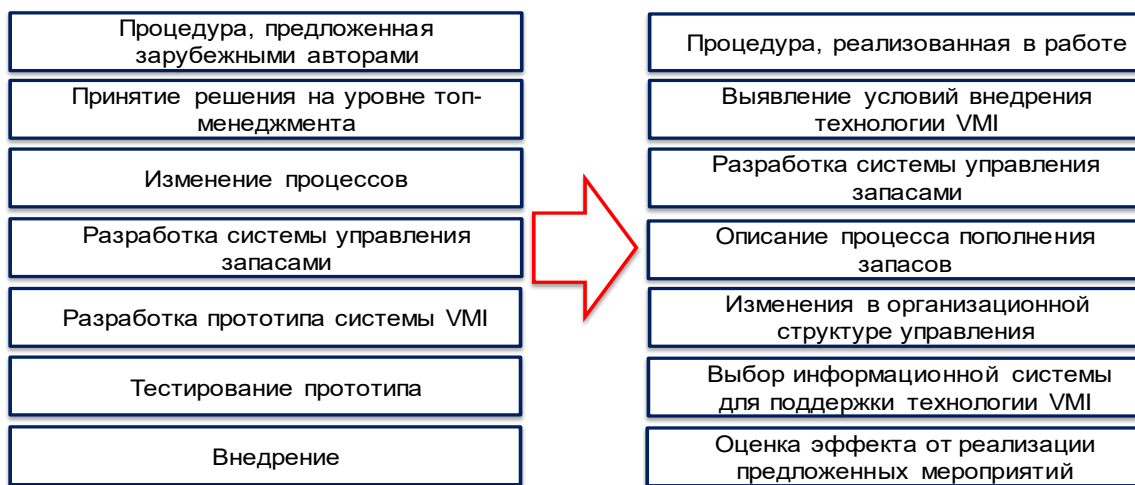 Процедура, предложенная
зарубежными авторами
Принятие решения на уровне топ-
менеджмента
Изменение процессов
Разработка системы управления
запасами
Разработка прототипа системы VMI
Тестирование прототипа
Внедрение
Процедура, реализованная в работе
Выявление условий внедрения
технологии VMI
Разработка системы управления
запасами
Описание процесса пополнения
запасов
Изменения в организационной
структуре управления
Выбор информационной системы
для поддержки технологии VMI
Оценка эффекта от реализации
предложенных мероприятий